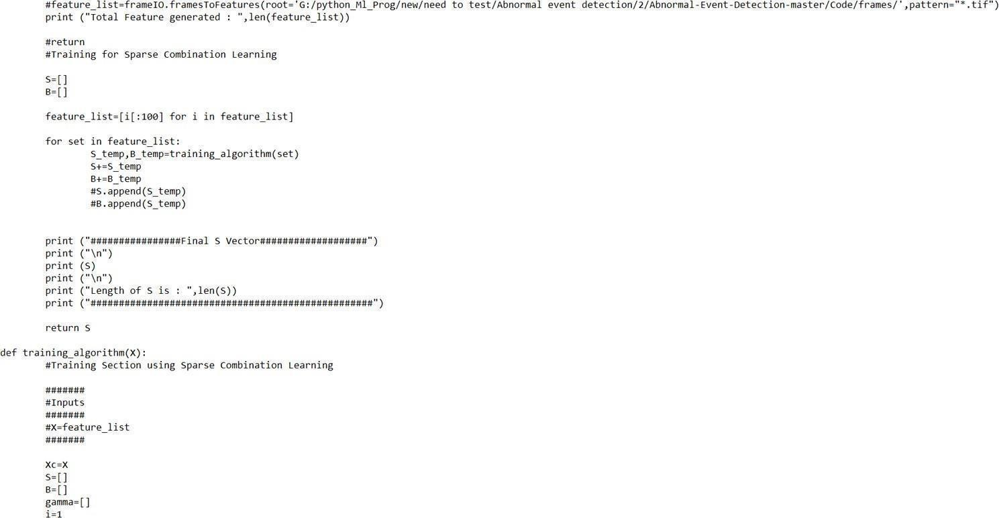 #feature_list=frameIO.framesToFeatures(root='G:/python_Ml_Prog/new/need to test/Abnormal event detection/2/Abnormal-Event-Detection-master/Code/frames/',pattern="*.tif")
print ("Total Feature generated : ",len(feature_list))
#return
#Training for Sparse Combination Learning
S=[]
B=[]
feature_list=[i[:100] for i in feature_list]
for set in feature_list:
S_temp,B_temp=training_algorithm(set)
S+=S_temp
B+=B_temp
#S.append(S_temp)
#B.append(S_temp)
print ("################Final S Vector###################")
print ("\n")
print (S)
print ("\n")
print ("Length of S is : ",len(S))
print ("##################################################")
return S
def training_algorithm(X):
#Training Section using Sparse Combination Learning
#######
#Inputs
#######
#X=feature_list
#######
Xc=X
S=[]
B=[]
gamma=[]
i=1